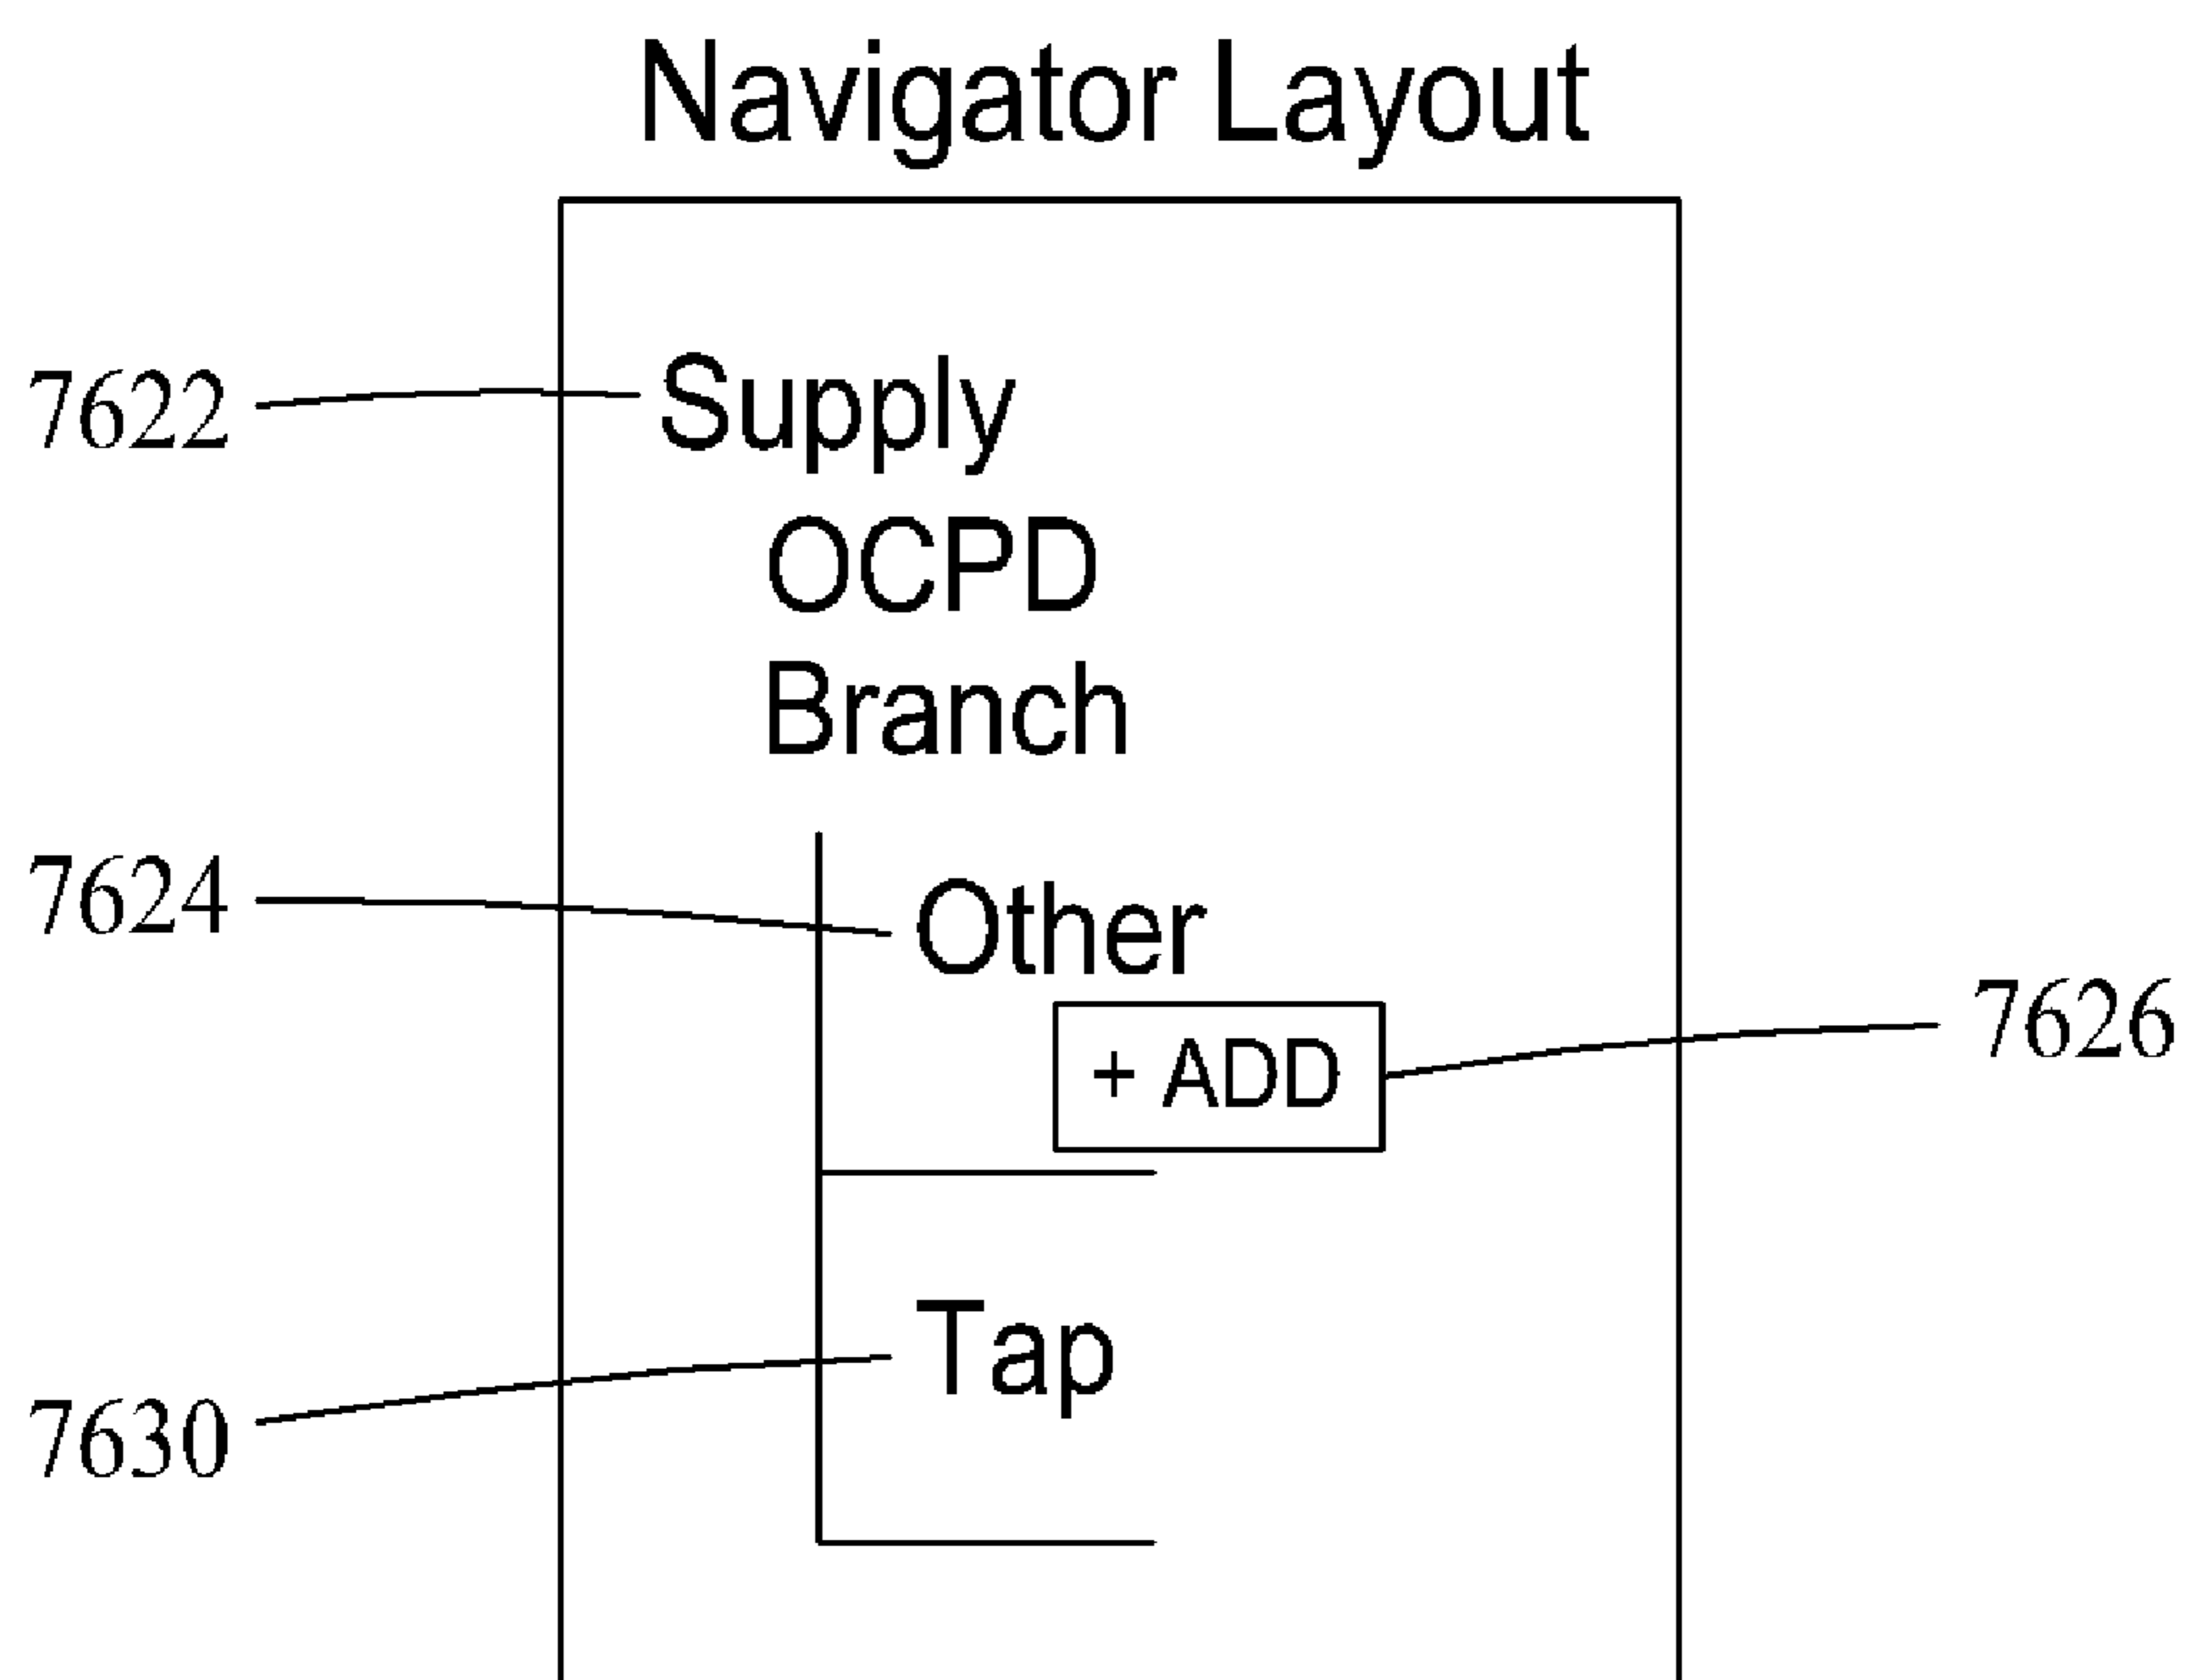 Navigator Layout
7622
Supply
OCPD
Branch
7624
Other
7626
+ ADD
Tap
7630